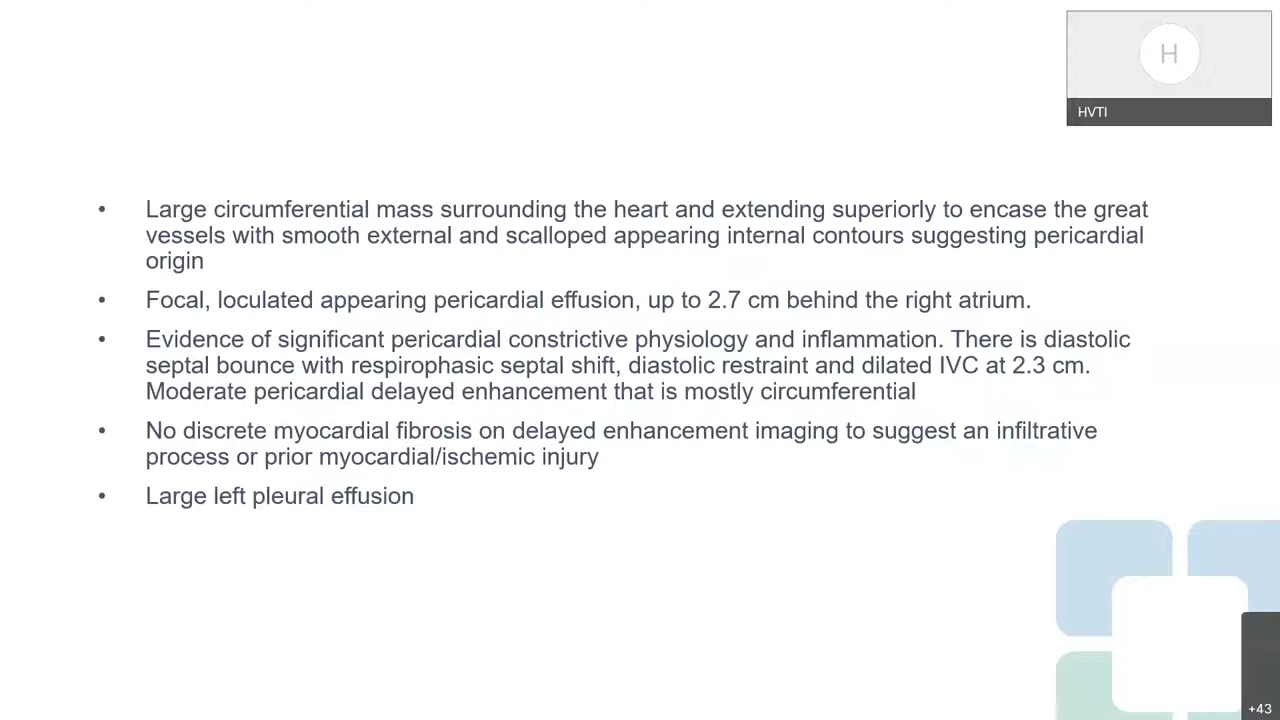 H
HVTI
• Large circumferential mass surrounding the heart and extending superiorly to encase the great
vessels with smooth external and scalloped appearing internal contours suggesting pericardial
origin
• Focal, loculated appearing pericardial effusion, up to 2.7 cm behind the right atrium.
• Evidence of significant pericardial constrictive physiology and inflammation. There is diastolic
septal bounce with respirophasic septal shift, diastolic restraint and dilated IVC at 2.3 cm.
Moderate pericardial delayed enhancement that is mostly circumferential
• No discrete myocardial fibrosis on delayed enhancement imaging to suggest an infiltrative
process or prior myocardial/ischemic injury
• Large left pleural effusion
+43